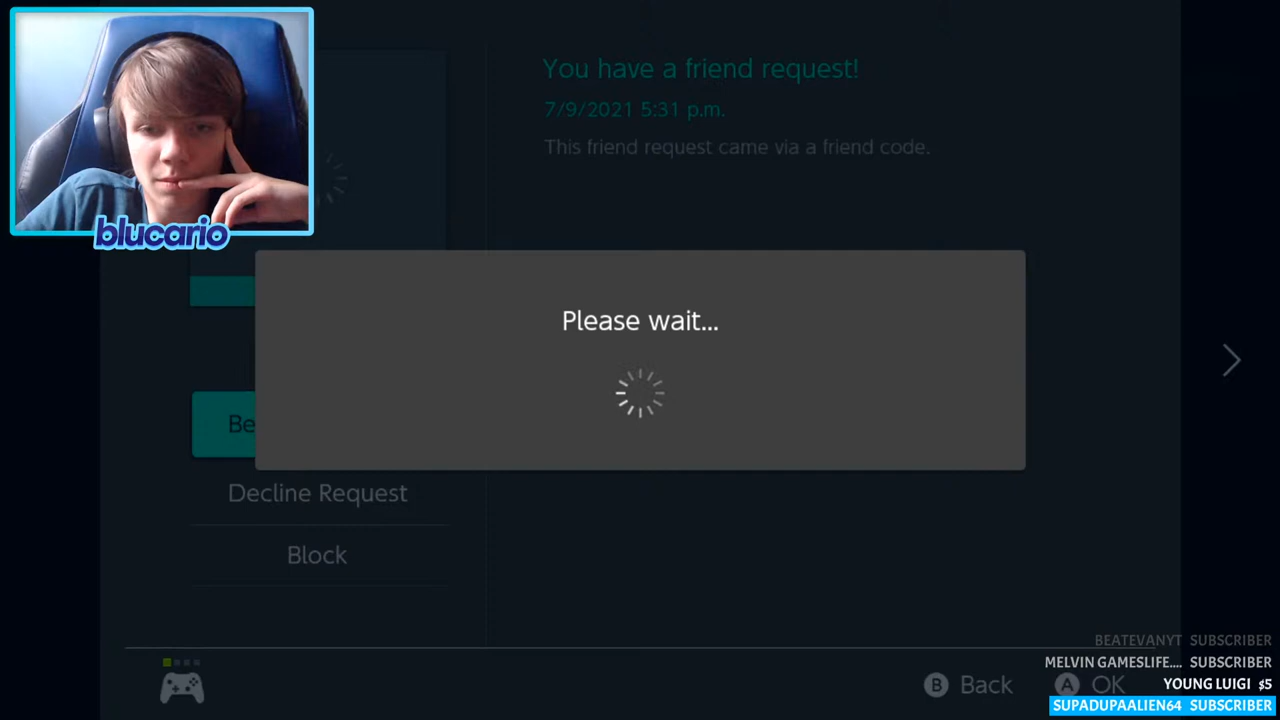 blucario
You have a friend request!
7/9/2021 5:31 p.m.
This friend request came via a friend code.
Please wait...
Be
Decline Request
Block
B Back
A OK
BEATEVANYT SUBSCRIBER
MELVIN GAMESLIFE.... SUBSCRIBER
YOUNG LUIGI $5
SUPADUPAALIEN64 SUBSCRIBER